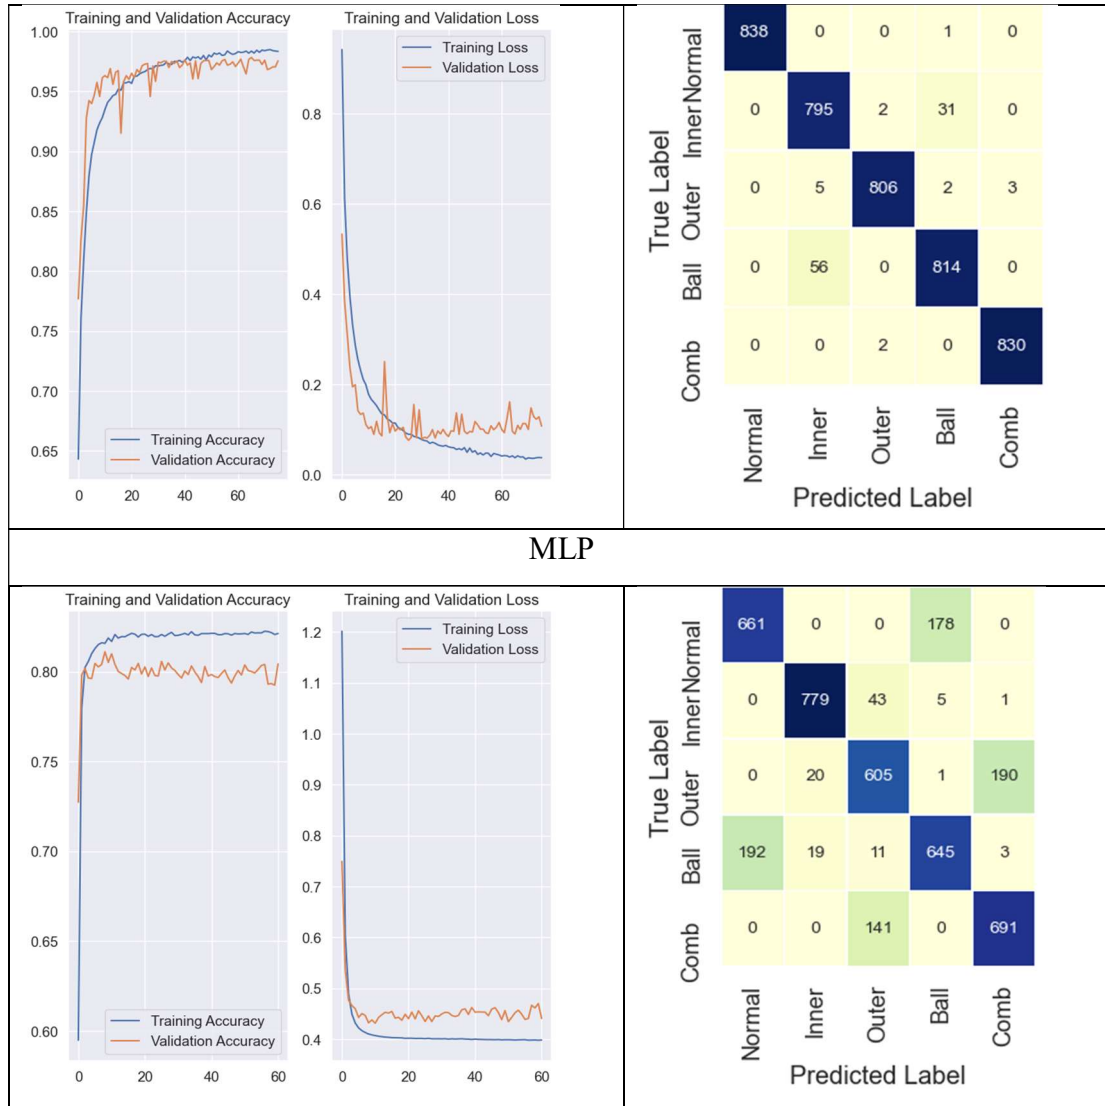 Training and Validation Accuracy
1.00
0.95
0.90
0.85
0.80
0.75
0.70
0.65
Training Accuracy
Validation Accuracy
0 20 40 60
Training and Validation Loss
Training Loss
Validation Loss
0.8
0.6
0.4
0.2
0.0
0 20 40 60
True Label
Normal 838 0 0 1 0
Inner 0 795 2 31 0
Outer 0 5 806 2 3
Ball 0 56 0 814 0
Comb 0 0 2 0 830
Normal Inner Outer Ball Comb
Predicted Label
MLP
Training and Validation Accuracy
0.80
0.75
0.70
0.65
0.60
Training Accuracy
Validation Accuracy
0 20 40 60
Training and Validation Loss
Training Loss
Validation Loss
1.2
1.1
1.0
0.9
0.8
0.7
0.6
0.5
0.4
0 20 40 60
True Label
Normal 661 0 0 178 0
Inner 0 779 43 5 1
Outer 0 20 605 1 190
Ball 192 19 11 645 3
Comb 0 0 141 0 691
Normal Inner Outer Ball Comb
Predicted Label